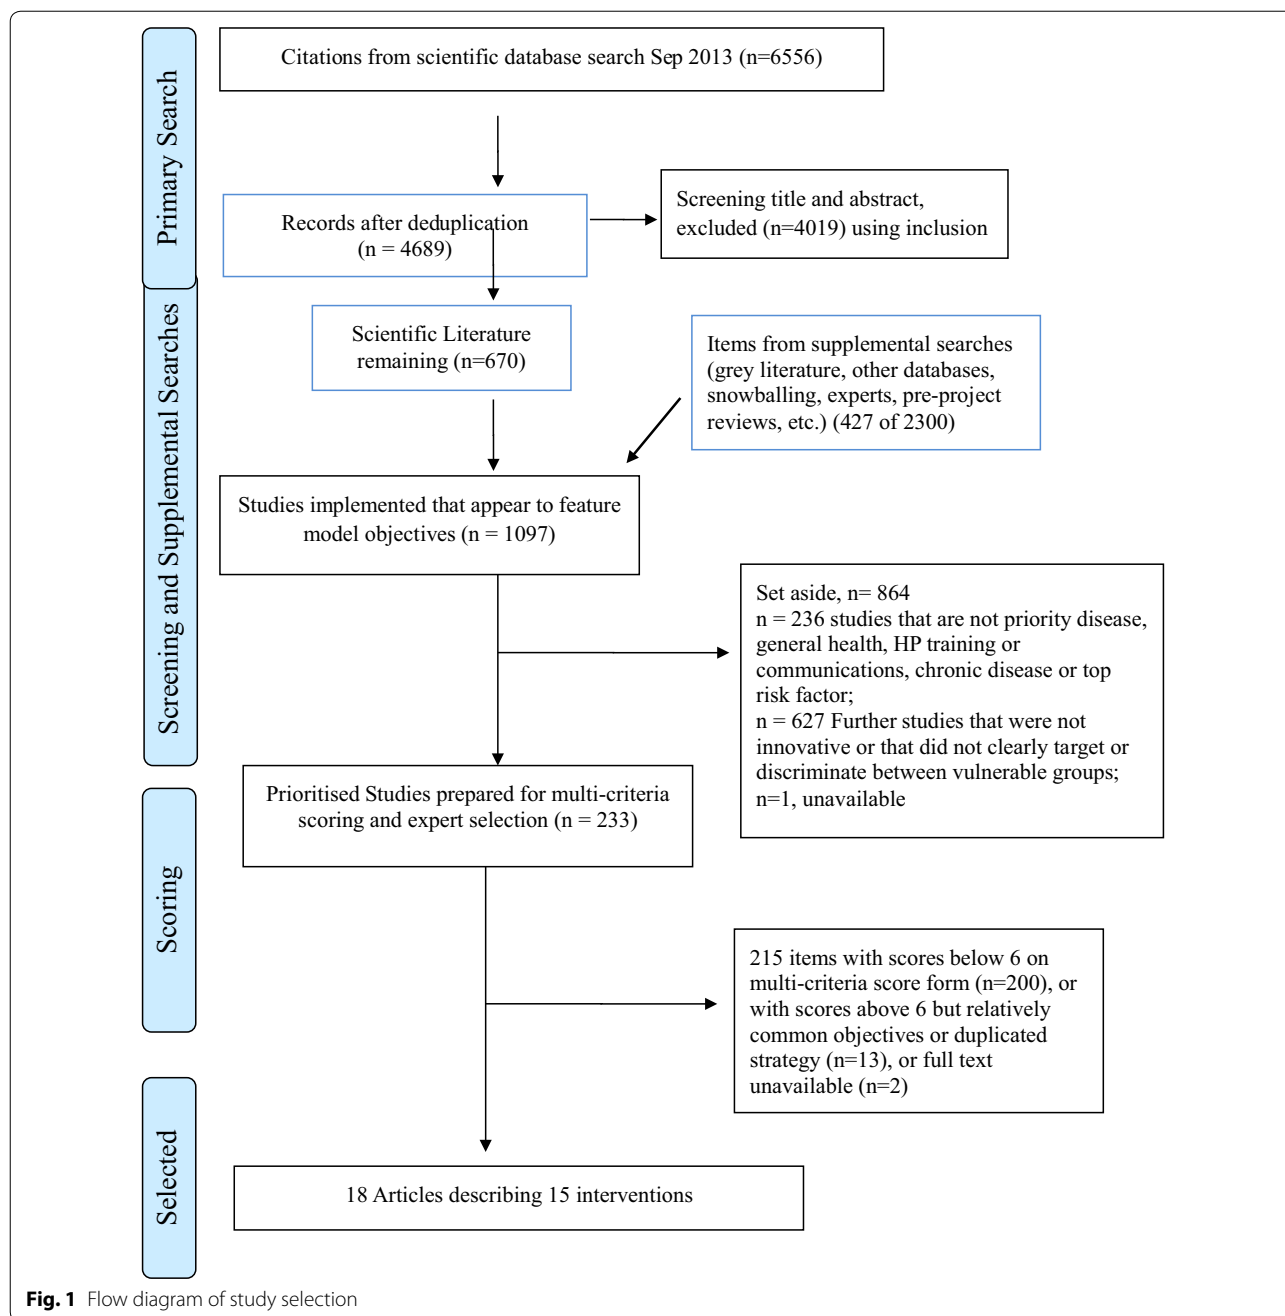 Primary Search
Citations from scientific database search Sep 2013 (n=6556)
Records after deduplication
(n = 4689)
Screening title and abstract,
excluded (n=4019) using inclusion
Screening and Supplemental Searches
Scientific Literature
remaining (n=670)
Items from supplemental searches
(grey literature, other databases,
snowballing, experts, pre-project
reviews, etc.) (427 of 2300)
Studies implemented that appear to feature
model objectives (n = 1097)
Set aside, n= 864
n = 236 studies that are not priority disease,
general health, HP training or
communications, chronic disease or top
risk factor;
n = 627 Further studies that were not
innovative or that did not clearly target or
discriminate between vulnerable groups;
n=1, unavailable
Prioritised Studies prepared for multi-criteria
scoring and expert selection (n = 233)
Scoring
215 items with scores below 6 on
multi-criteria score form (n=200), or
with scores above 6 but relatively
common objectives or duplicated
strategy (n=13), or full text
unavailable (n=2)
Selected
18 Articles describing 15 interventions
Fig. 1 Flow diagram of study selection